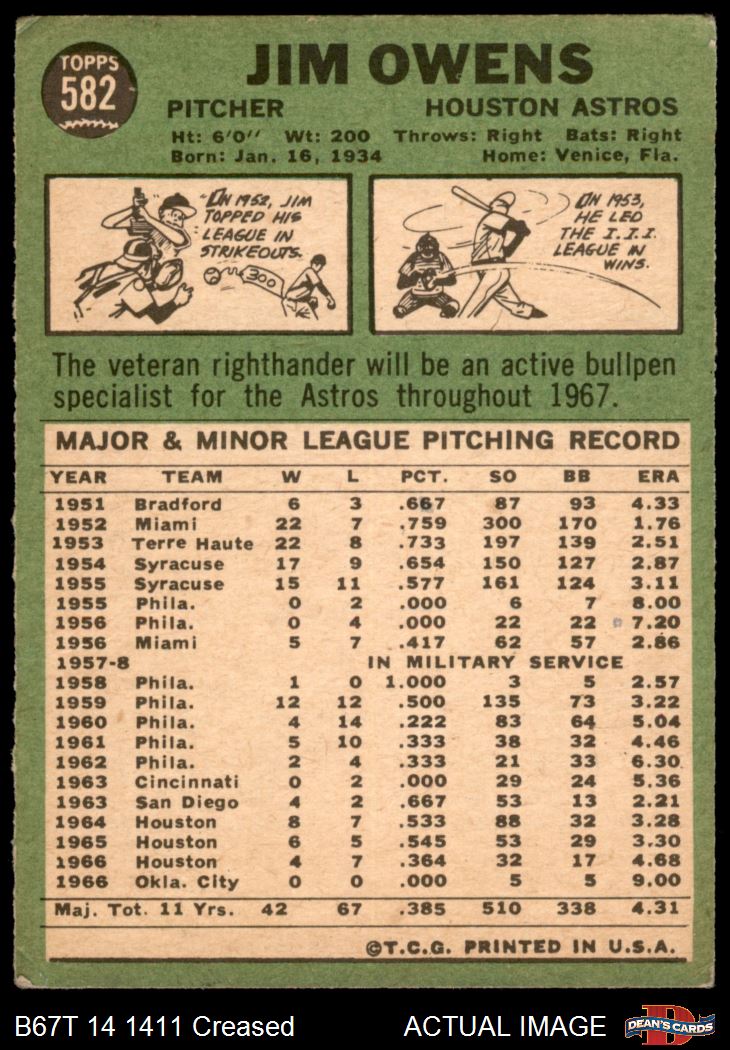 TOPPS
582
JIM OWENS
PITCHER HOUSTON ASTROS
Ht: 6'0" Wt: 200 Throws: Right Bats: Right
Born: Jan. 16, 1934 Home: Venice, Fla.
ON 1952, JIM
TOPPED HIS
LEAGUE IN
STRIKEOUTS.
300
ON 1953,
HE LED
THE I.I.I.
LEAGUE IN
WINS.
The veteran righthander will be an active bullpen
specialist for the Astros throughout 1967.
MAJOR & MINOR LEAGUE PITCHING RECORD
YEAR TEAM W L PCT. SO BB ERA
1951 Bradford 6 3 .667 87 93 4.33
1952 Miami 22 7 .759 300 170 1.76
1953 Terre Haute 22 8 .733 197 139 2.51
1954 Syracuse 17 9 .654 150 127 2.87
1955 Syracuse 15 11 .577 161 124 3.11
1955 Phila. 0 2 .000 6 7 8.00
1956 Phila. 0 4 .000 22 22 7.20
1956 Miami 5 7 .417 62 57 2.86
1957-8 IN MILITARY SERVICE
1958 Phila. 1 0 1.000 3 5 2.57
1959 Phila. 12 12 .500 135 73 3.22
1960 Phila. 4 14 .222 83 64 5.04
1961 Phila. 5 10 .333 38 32 4.46
1962 Phila. 2 4 .333 21 33 6.30
1963 Cincinnati 0 2 .000 29 24 5.36
1963 San Diego 4 2 .667 53 13 2.21
1964 Houston 8 7 .533 88 32 3.28
1965 Houston 6 5 .545 53 29 3.30
1966 Houston 4 7 .364 32 17 4.68
1966 Okla. City 0 0 .000 5 5 9.00
Maj. Tot. 11 Yrs. 42 67 .385 510 338 4.31
©T.C.G. PRINTED IN U.S.A.
B67T 14 1411 Creased ACTUAL IMAGE
D
DEAN'S CARDS